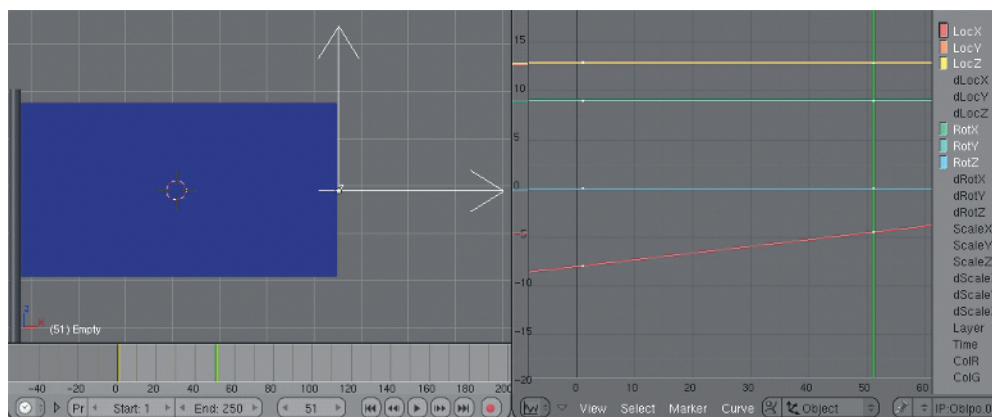 (51) Empty
-40 -20 0 20 40 60 80 100 120 140 160 180 200
Pr Start: 1 End: 250 51
15
10
5
0
-5
-10
-15
-20
0 10 20 30 40 50 60
View Select Marker Curve Object IP:ObIpo.0
LocX
LocY
LocZ
dLocX
dLocY
dLocZ
RotX
RotY
RotZ
dRotX
dRotY
dRotZ
ScaleX
ScaleY
ScaleZ
dScale
dScale
dScale
Layer
Time
ColR
ColG
z
x